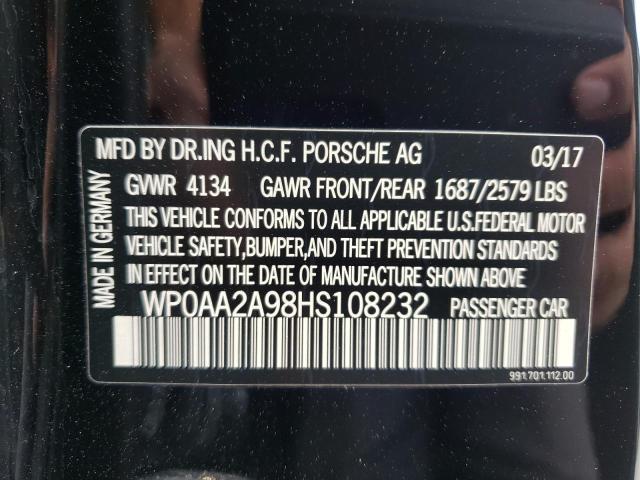 MFD BY DR.ING H.C.F. PORSCHE AG 03/17
GVWR 4134 GAWR FRONT/REAR 1687/2579 LBS
THIS VEHICLE CONFORMS TO ALL APPLICABLE U.S.FEDERAL MOTOR
VEHICLE SAFETY,BUMPER,AND THEFT PREVENTION STANDARDS
IN EFFECT ON THE DATE OF MANUFACTURE SHOWN ABOVE
WP0AA2A98HS108232 PASSENGER CAR
991.701.112.00
MADE IN GERMANY